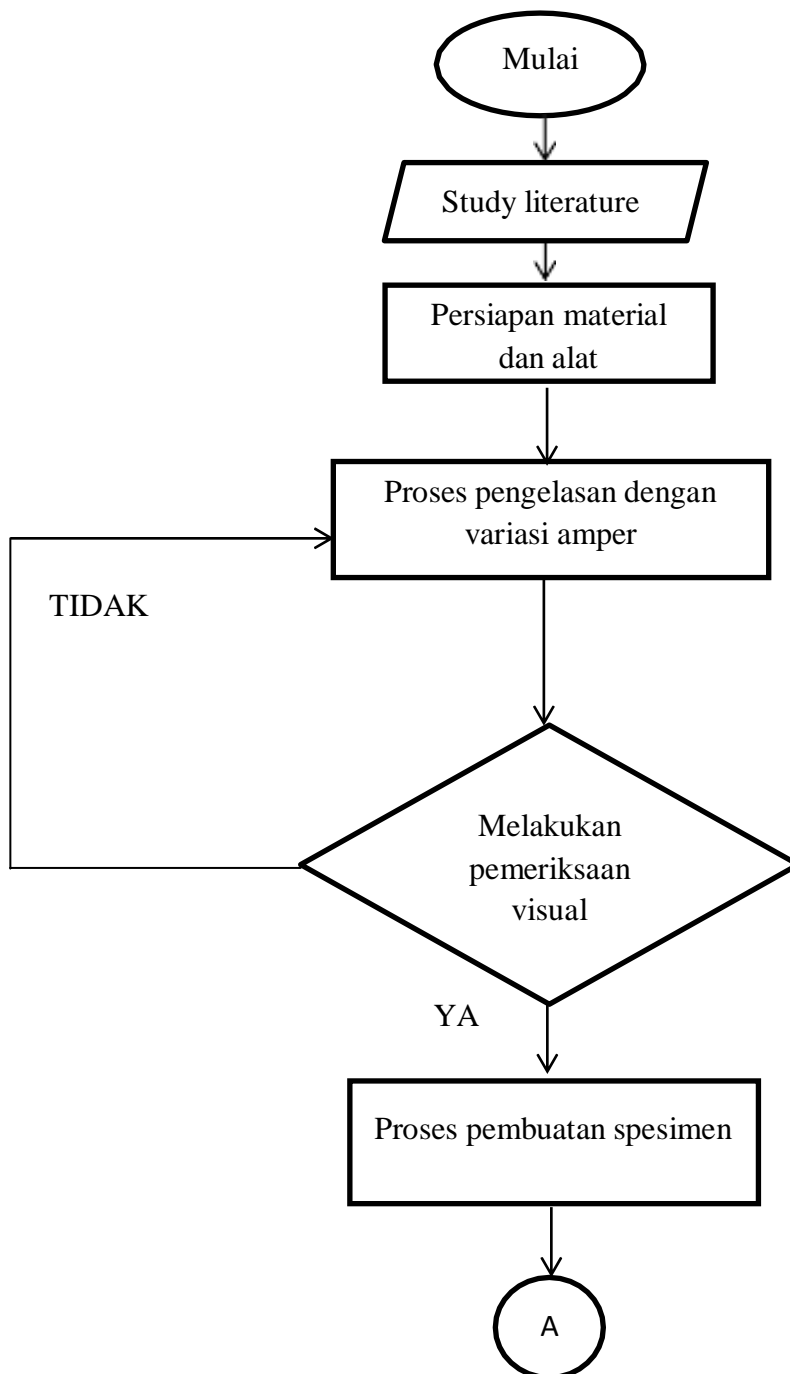 Mulai
Study literature
Persiapan material
dan alat
Proses pengelasan dengan
variasi amper
TIDAK
Melakukan
pemeriksaan
visual
YA
Proses pembuatan spesimen
A